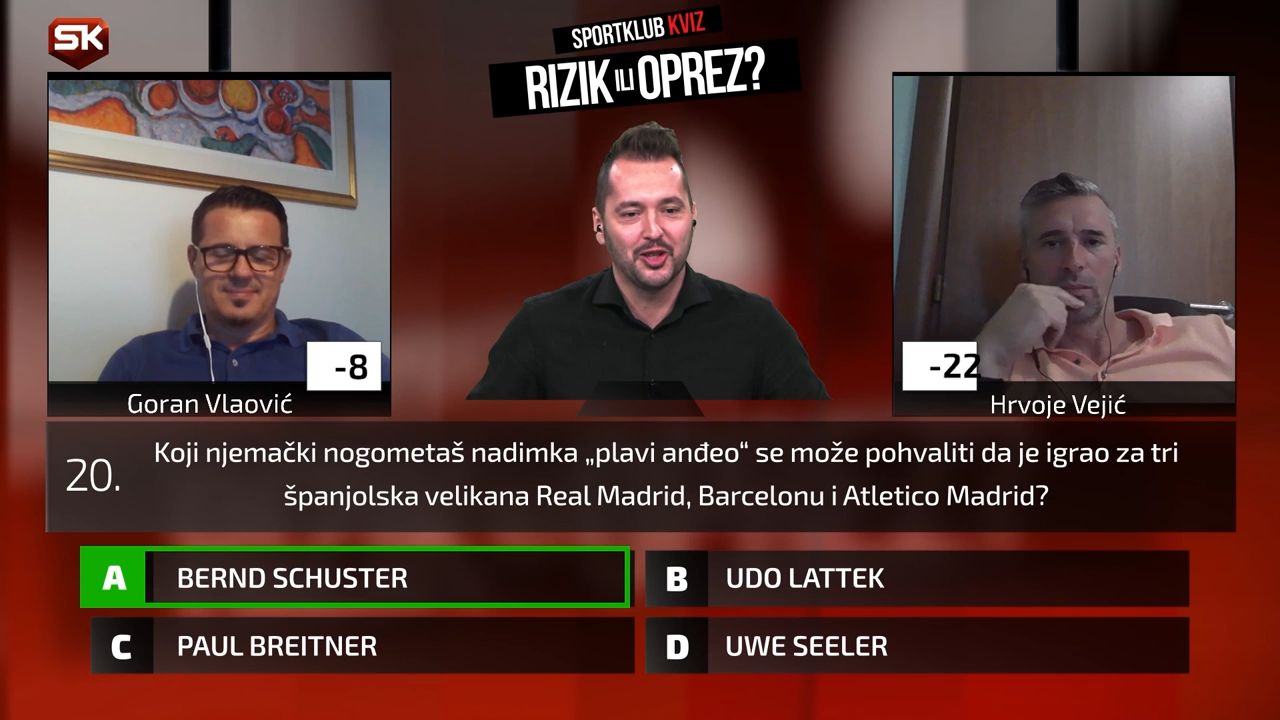 SK
SPORTKLUB KVIZ
RIZIK ILI OPREZ?
-8
-22
Goran Vlaović
Hrvoje Vejić
20.
Koji njemački nogometaš nadimka „plavi anđeo“ se može pohvaliti da je igrao za tri
španjolska velikana Real Madrid, Barcelonu i Atletico Madrid?
A BERND SCHUSTER
B UDO LATTEK
C PAUL BREITNER
D UWE SEELER